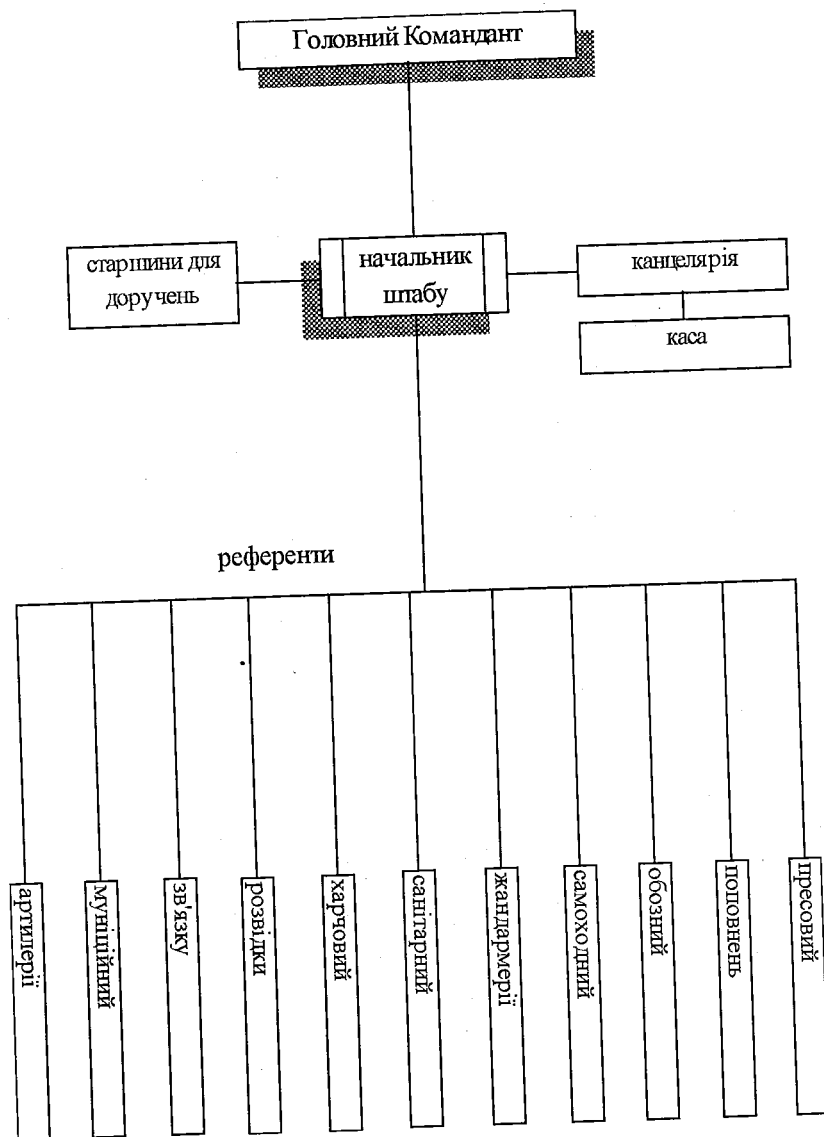 Головний Командант
старшини для
доручень
начальник
штабу
канцелярія
каса
референти
артилерії
муніційний
зв'язку
розвідки
харчовий
санітарний
жандармерії
самоходний
обозний
поповнень
пресовий